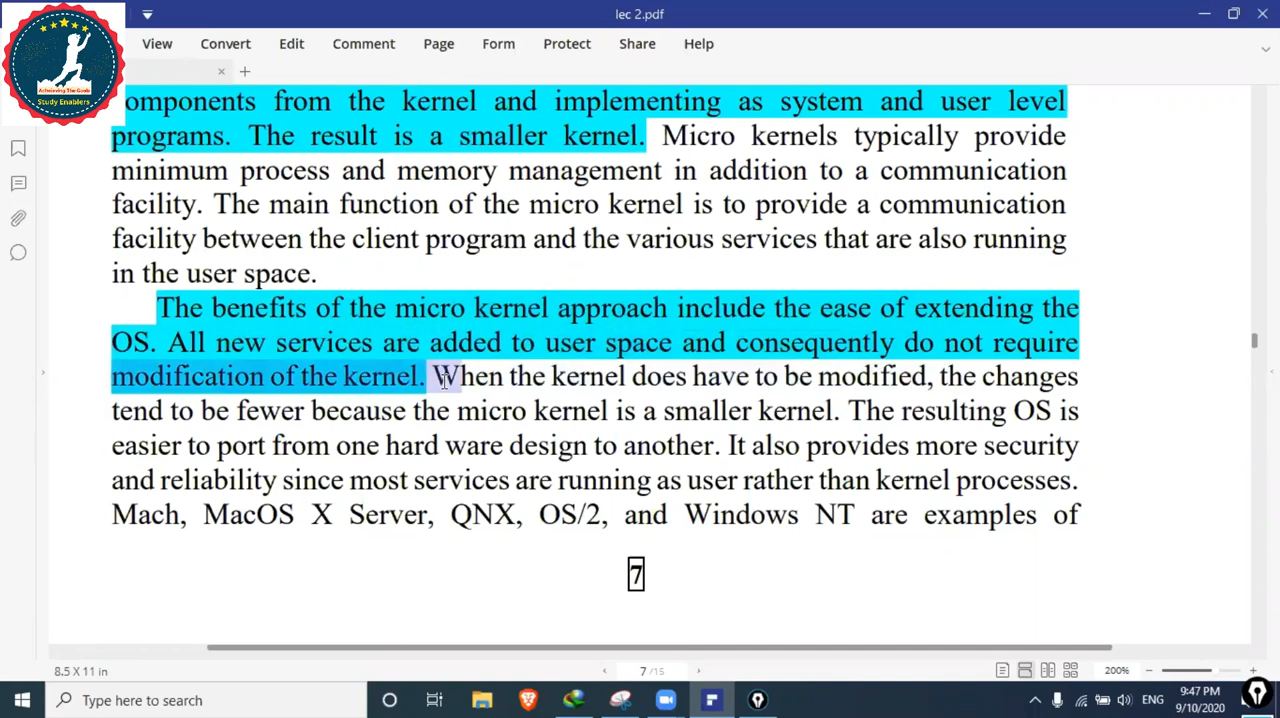 lec 2.pdf
View Convert Edit Comment Page Form Protect Share Help
Acheieving The Goals
Study Enablers
omponents from the kernel and implementing as system and user level
programs. The result is a smaller kernel. Micro kernels typically provide
minimum process and memory management in addition to a communication
facility. The main function of the micro kernel is to provide a communication
facility between the client program and the various services that are also running
in the user space.
The benefits of the micro kernel approach include the ease of extending the
OS. All new services are added to user space and consequently do not require
modification of the kernel. When the kernel does have to be modified, the changes
tend to be fewer because the micro kernel is a smaller kernel. The resulting OS is
easier to port from one hard ware design to another. It also provides more security
and reliability since most services are running as user rather than kernel processes.
Mach, MacOS X Server, QNX, OS/2, and Windows NT are examples of
7
8.5 X 11 in
7 /15
200%
Type here to search
ENG
9:47 PM
9/10/2020